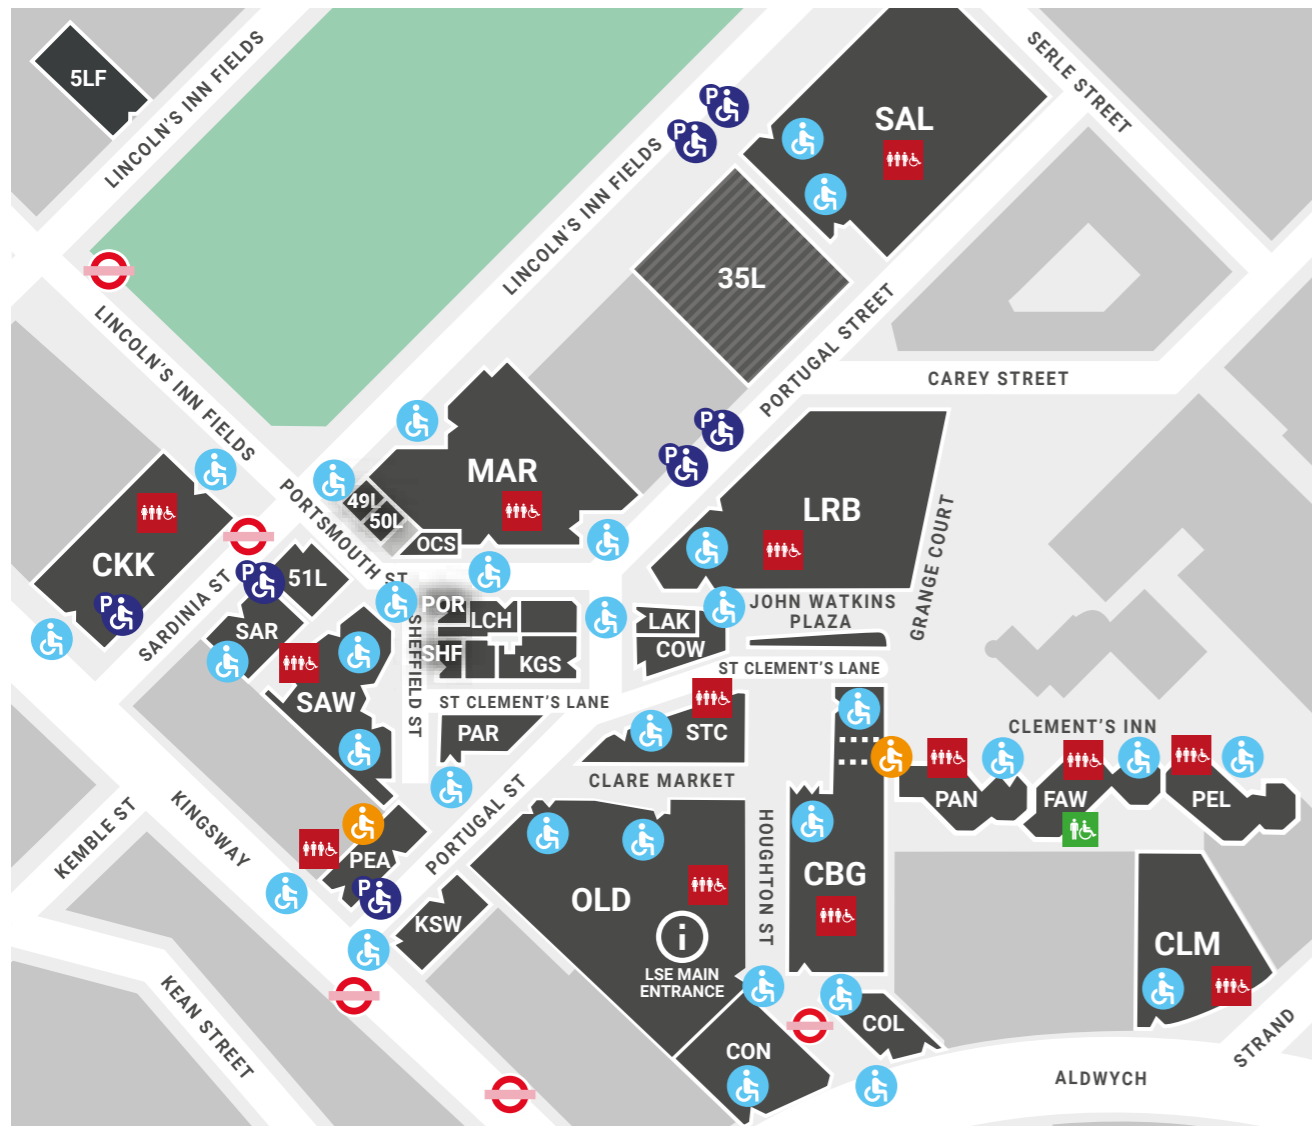 5LF
LINCOLN'S INN FIELDS
SERLE STREET
P
P
SAL
LINCOLN'S INN FIELDS
35L
PORTUGAL STREET
LINCOLN'S INN FIELDS
CAREY STREET
P
P
MAR
49L
50L
OCS
LRB
PORTSMOUTH ST
GRANGE COURT
CKK
P
SARDINIA ST
P
51L
SAR
POR
LCH
SHF
KGS
SHEFFIELD ST
LAK
COW
JOHN WATKINS
PLAZA
ST CLEMENT'S LANE
ST CLEMENT'S LANE
SAW
PAR
STC
CLEMENT'S INN
CLARE MARKET
PAN
FAW
PEL
KEMBLE ST
KINGSWAY
PEA
P
PORTUGAL ST
KSW
OLD
i
LSE MAIN
ENTRANCE
HOUGHTON ST
CBG
CLM
KEAN STREET
CON
COL
ALDWYCH
STRAND